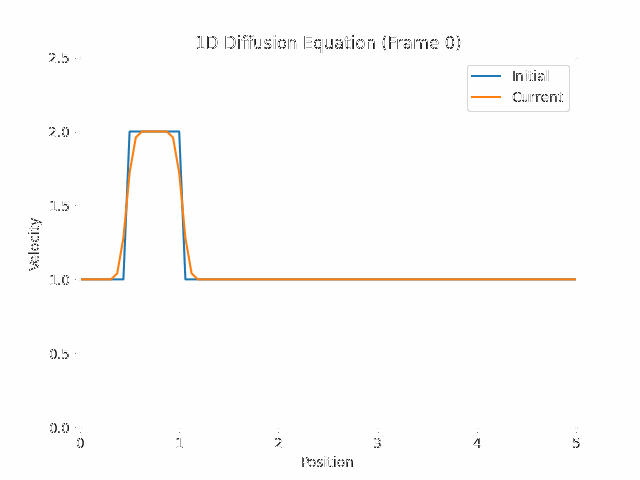 1D Diffusion Equation (Frame 0)
Initial
Current
2.5
2.0
1.5
1.0
0.5
0.0
Velocity
0 1 2 3 4 5
Position